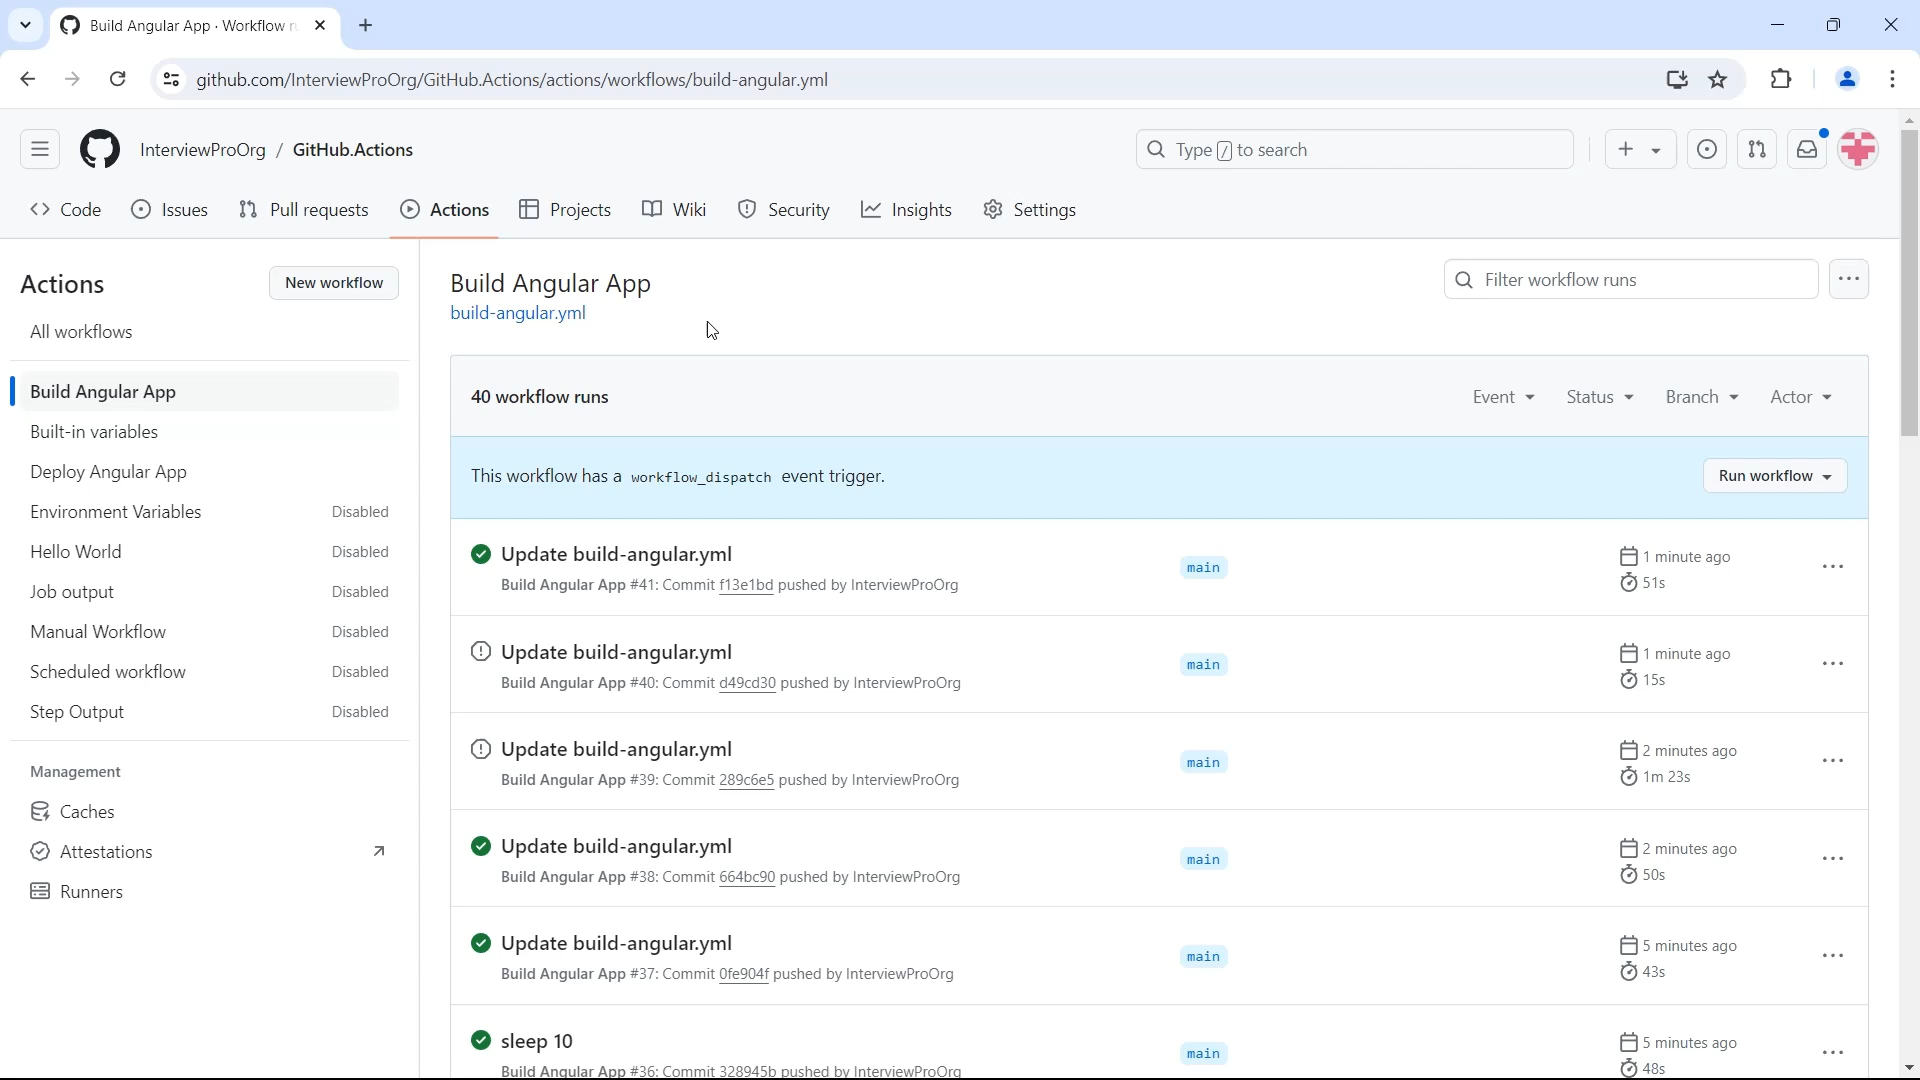 Build Angular App · Workflow r
github.com/InterviewProOrg/GitHub.Actions/actions/workflows/build-angular.yml
InterviewProOrg / GitHub.Actions
Type / to search
Code Issues Pull requests Actions Projects Wiki Security Insights Settings
Actions
New workflow
All workflows
Build Angular App
Built-in variables
Deploy Angular App
Environment Variables Disabled
Hello World Disabled
Job output Disabled
Manual Workflow Disabled
Scheduled workflow Disabled
Step Output Disabled
Management
Caches
Attestations
Runners
Build Angular App
build-angular.yml
Filter workflow runs
40 workflow runs
Event Status Branch Actor
This workflow has a workflow_dispatch event trigger.
Run workflow
Update build-angular.yml
Build Angular App #41: Commit f13e1bd pushed by InterviewProOrg
main
1 minute ago
51s
Update build-angular.yml
Build Angular App #40: Commit d49cd30 pushed by InterviewProOrg
main
1 minute ago
15s
Update build-angular.yml
Build Angular App #39: Commit 289c6e5 pushed by InterviewProOrg
main
2 minutes ago
1m 23s
Update build-angular.yml
Build Angular App #38: Commit 664bc90 pushed by InterviewProOrg
main
2 minutes ago
50s
Update build-angular.yml
Build Angular App #37: Commit 0fe904f pushed by InterviewProOrg
main
5 minutes ago
43s
sleep 10
Build Angular App #36: Commit 328945b pushed by InterviewProOrg
main
5 minutes ago
48s